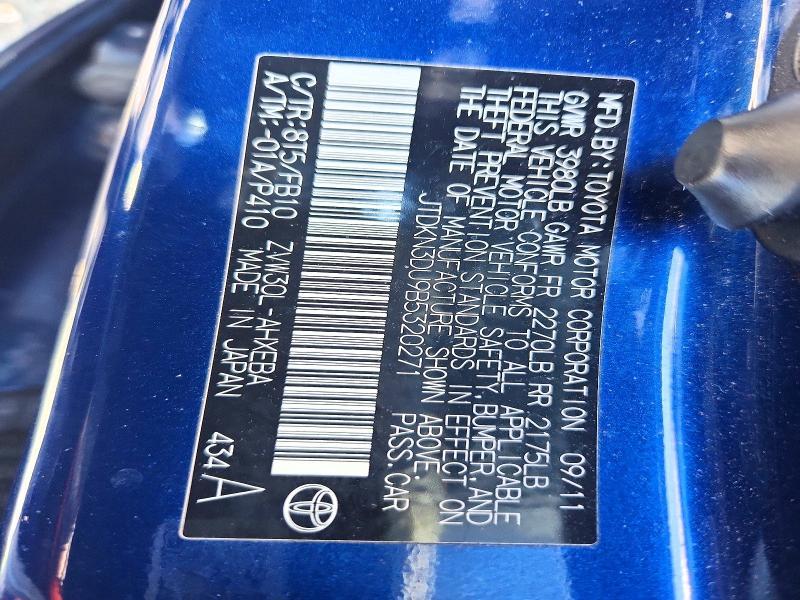 MFD.BY: TOYOTA MOTOR CORPORATION 09/11
GVWR 3980LB GAWR FR 2270LB RR 2175LB
THIS VEHICLE CONFORMS TO ALL APPLICABLE
FEDERAL MOTOR VEHICLE SAFETY, BUMPER, AND
THEFT PREVENTION STANDARDS IN EFFECT ON
THE DATE OF MANUFACTURE SHOWN ABOVE.
JTDKN3DU9B5320271 PASS.CAR
C/TR:8T5/FB10 ZVW30L-AHXEBA
A/TM:-01A/P410 MADE IN JAPAN 434A